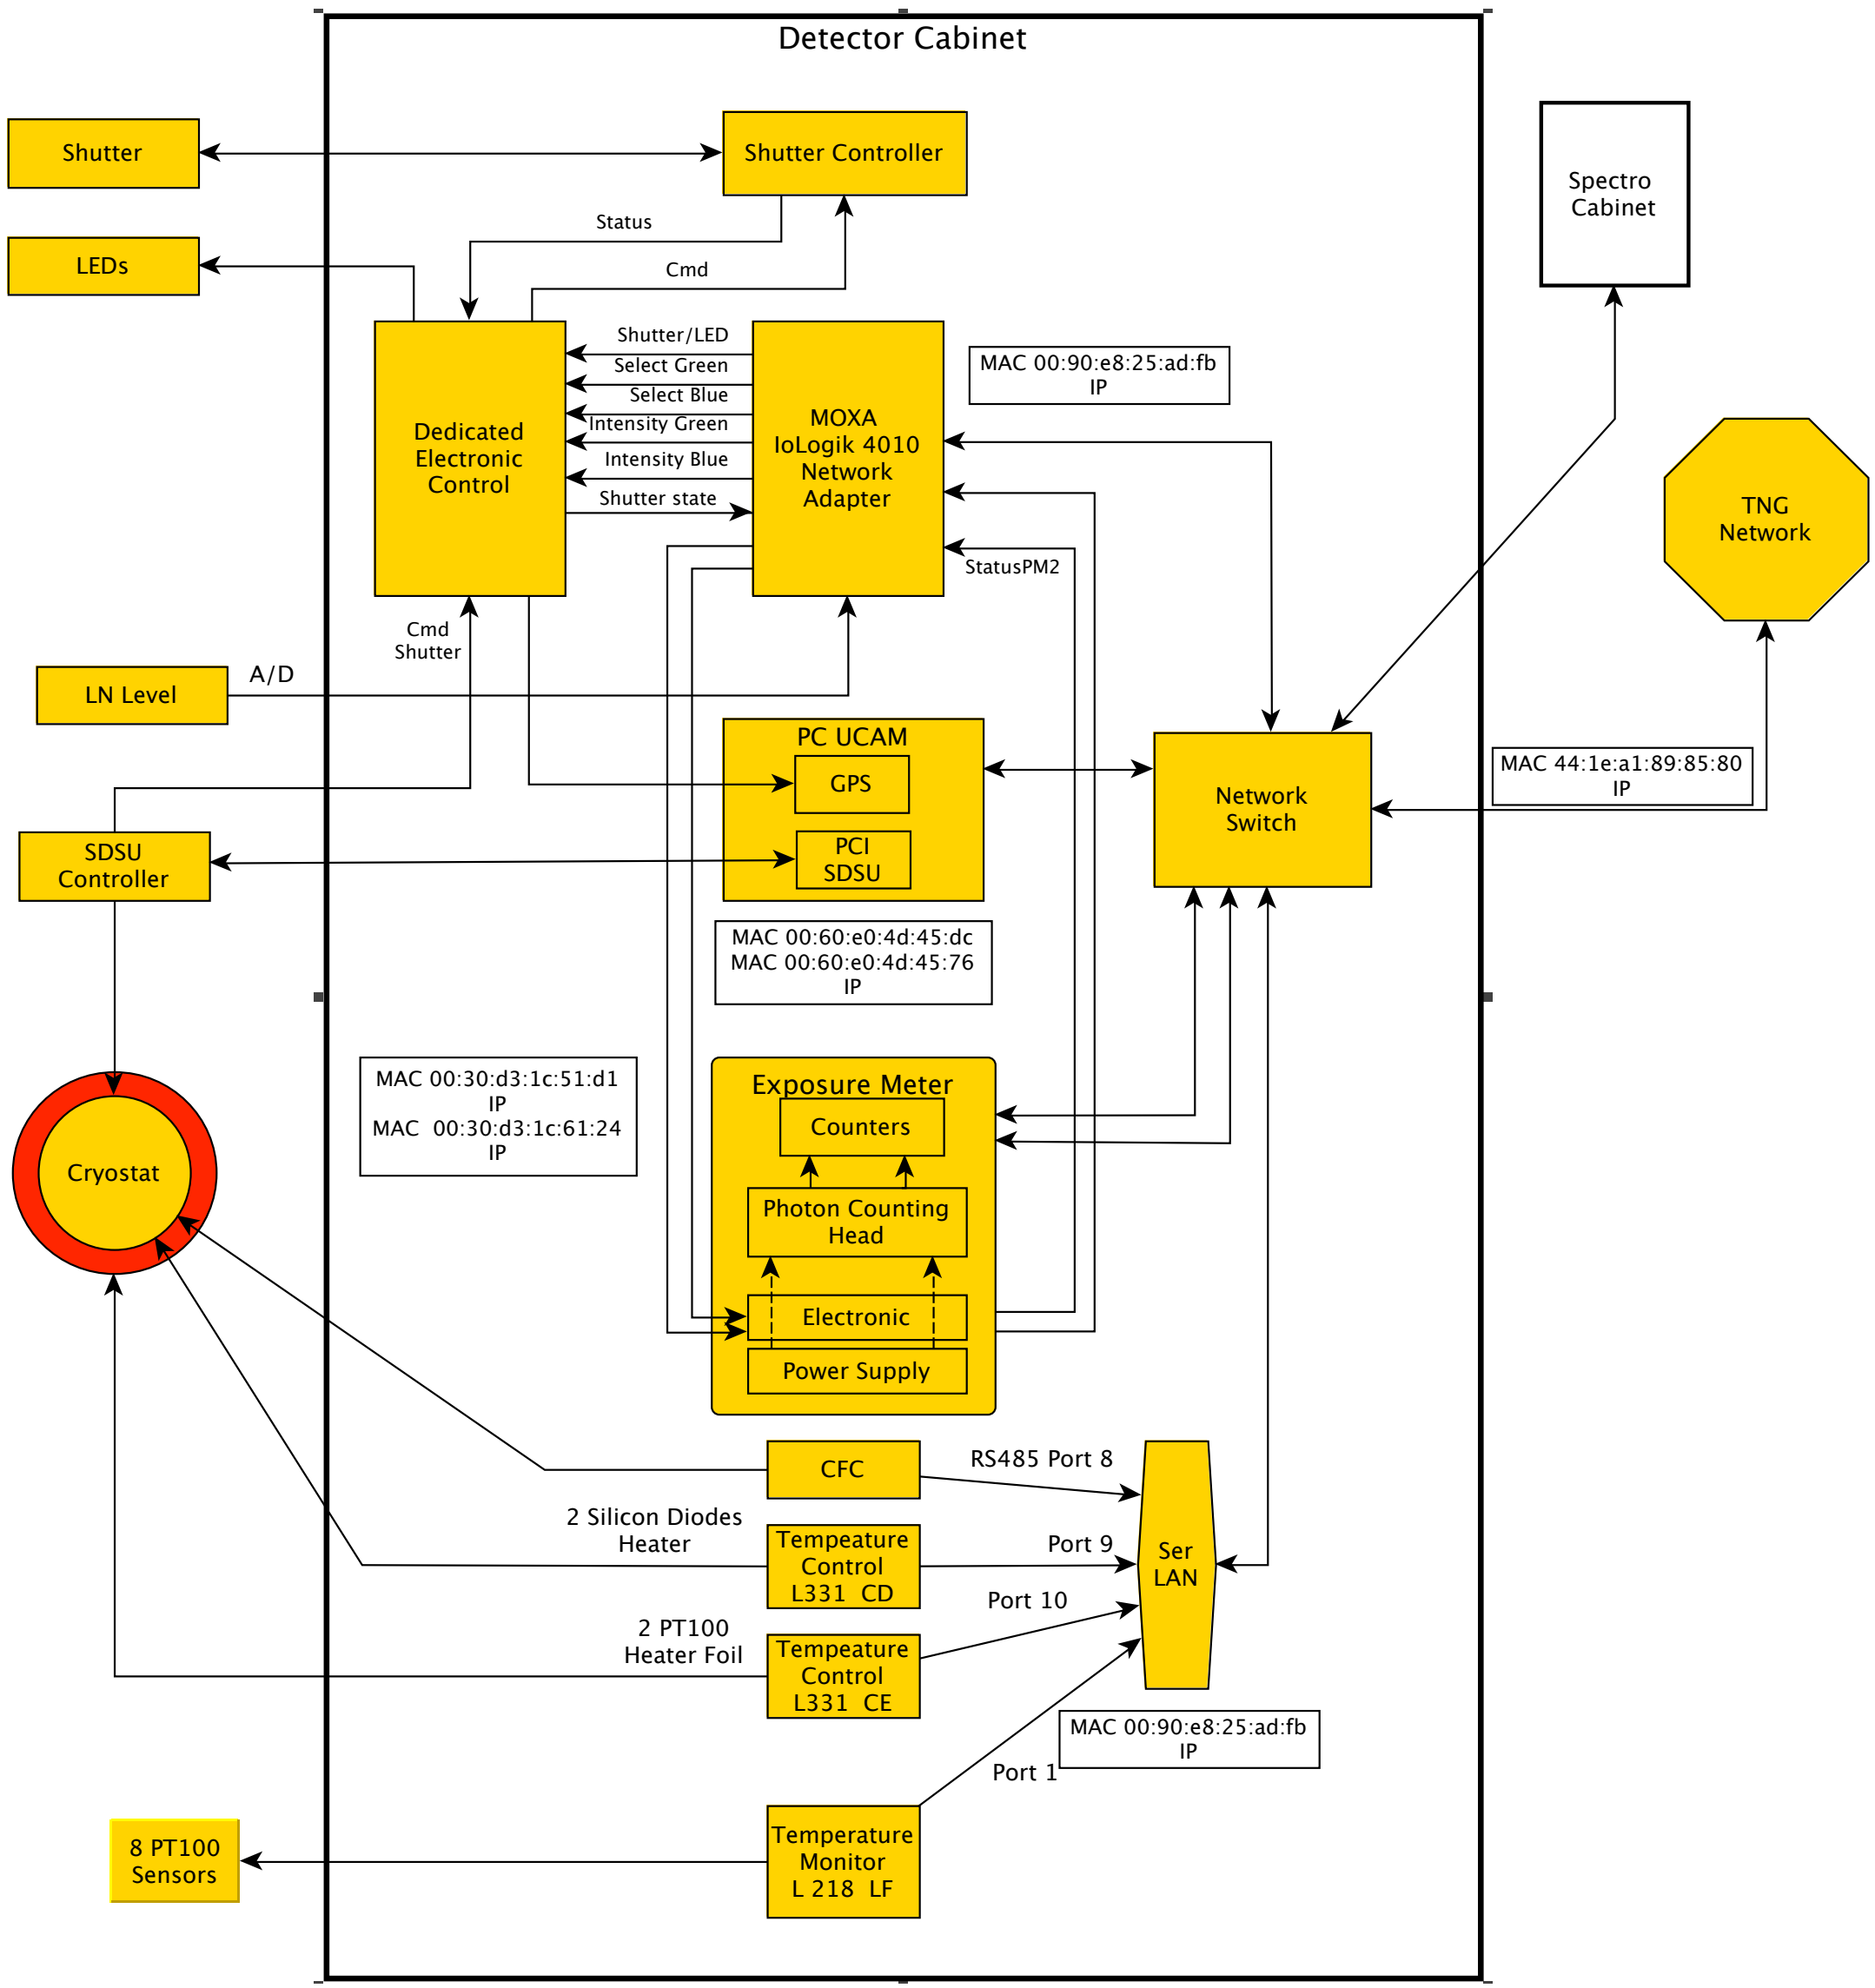 Detector Cabinet
Shutter
Shutter Controller
Spectro
Cabinet
Status
LEDs
Cmd
Shutter/LED
Select Green
Select Blue
Intensity Green
Intensity Blue
Shutter state
Dedicated
Electronic
Control
MOXA
IoLogik 4010
Network
Adapter
MAC 00:90:e8:25:ad:fb
IP
TNG
Network
StatusPM2
Cmd
Shutter
LN Level
A/D
PC UCAM
GPS
PCI
SDSU
Network
Switch
MAC 44:1e:a1:89:85:80
IP
SDSU
Controller
MAC 00:60:e0:4d:45:dc
MAC 00:60:e0:4d:45:76
IP
MAC 00:30:d3:1c:51:d1
IP
MAC  00:30:d3:1c:61:24
IP
Exposure Meter
Counters
Photon Counting
Head
Electronic
Power Supply
Cryostat
CFC
RS485 Port 8
2 Silicon Diodes
Heater
Tempeature
Control
L331  CD
Port 9
Ser
LAN
Port 10
2 PT100
Heater Foil
Tempeature
Control
L331  CE
MAC 00:90:e8:25:ad:fb
IP
Port 1
8 PT100
Sensors
Temperature
Monitor
L 218  LF